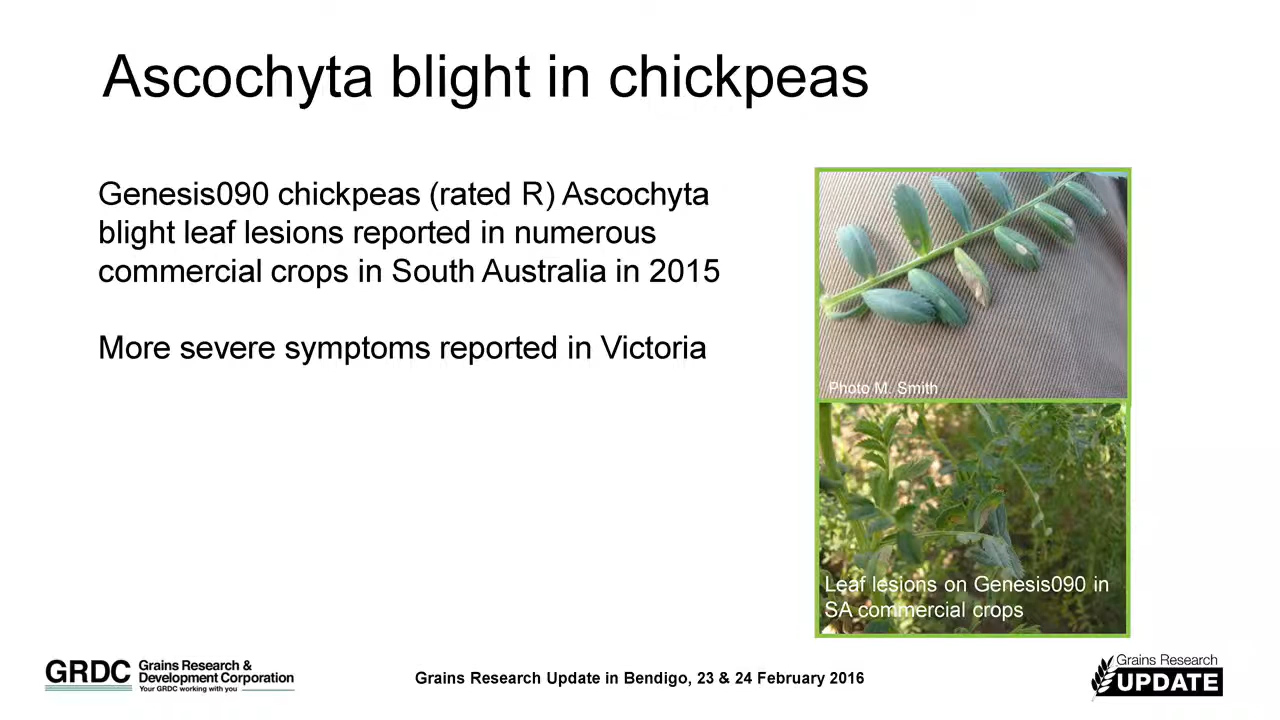 Ascochyta blight in chickpeas
Genesis090 chickpeas (rated R) Ascochyta
blight leaf lesions reported in numerous
commercial crops in South Australia in 2015
More severe symptoms reported in Victoria
Photo M. Smith
Leaf lesions on Genesis090 in
SA commercial crops
GRDC
Grains Research &
Development Corporation
Your GRDC working with you
Grains Research Update in Bendigo, 23 & 24 February 2016
Grains Research
UPDATE